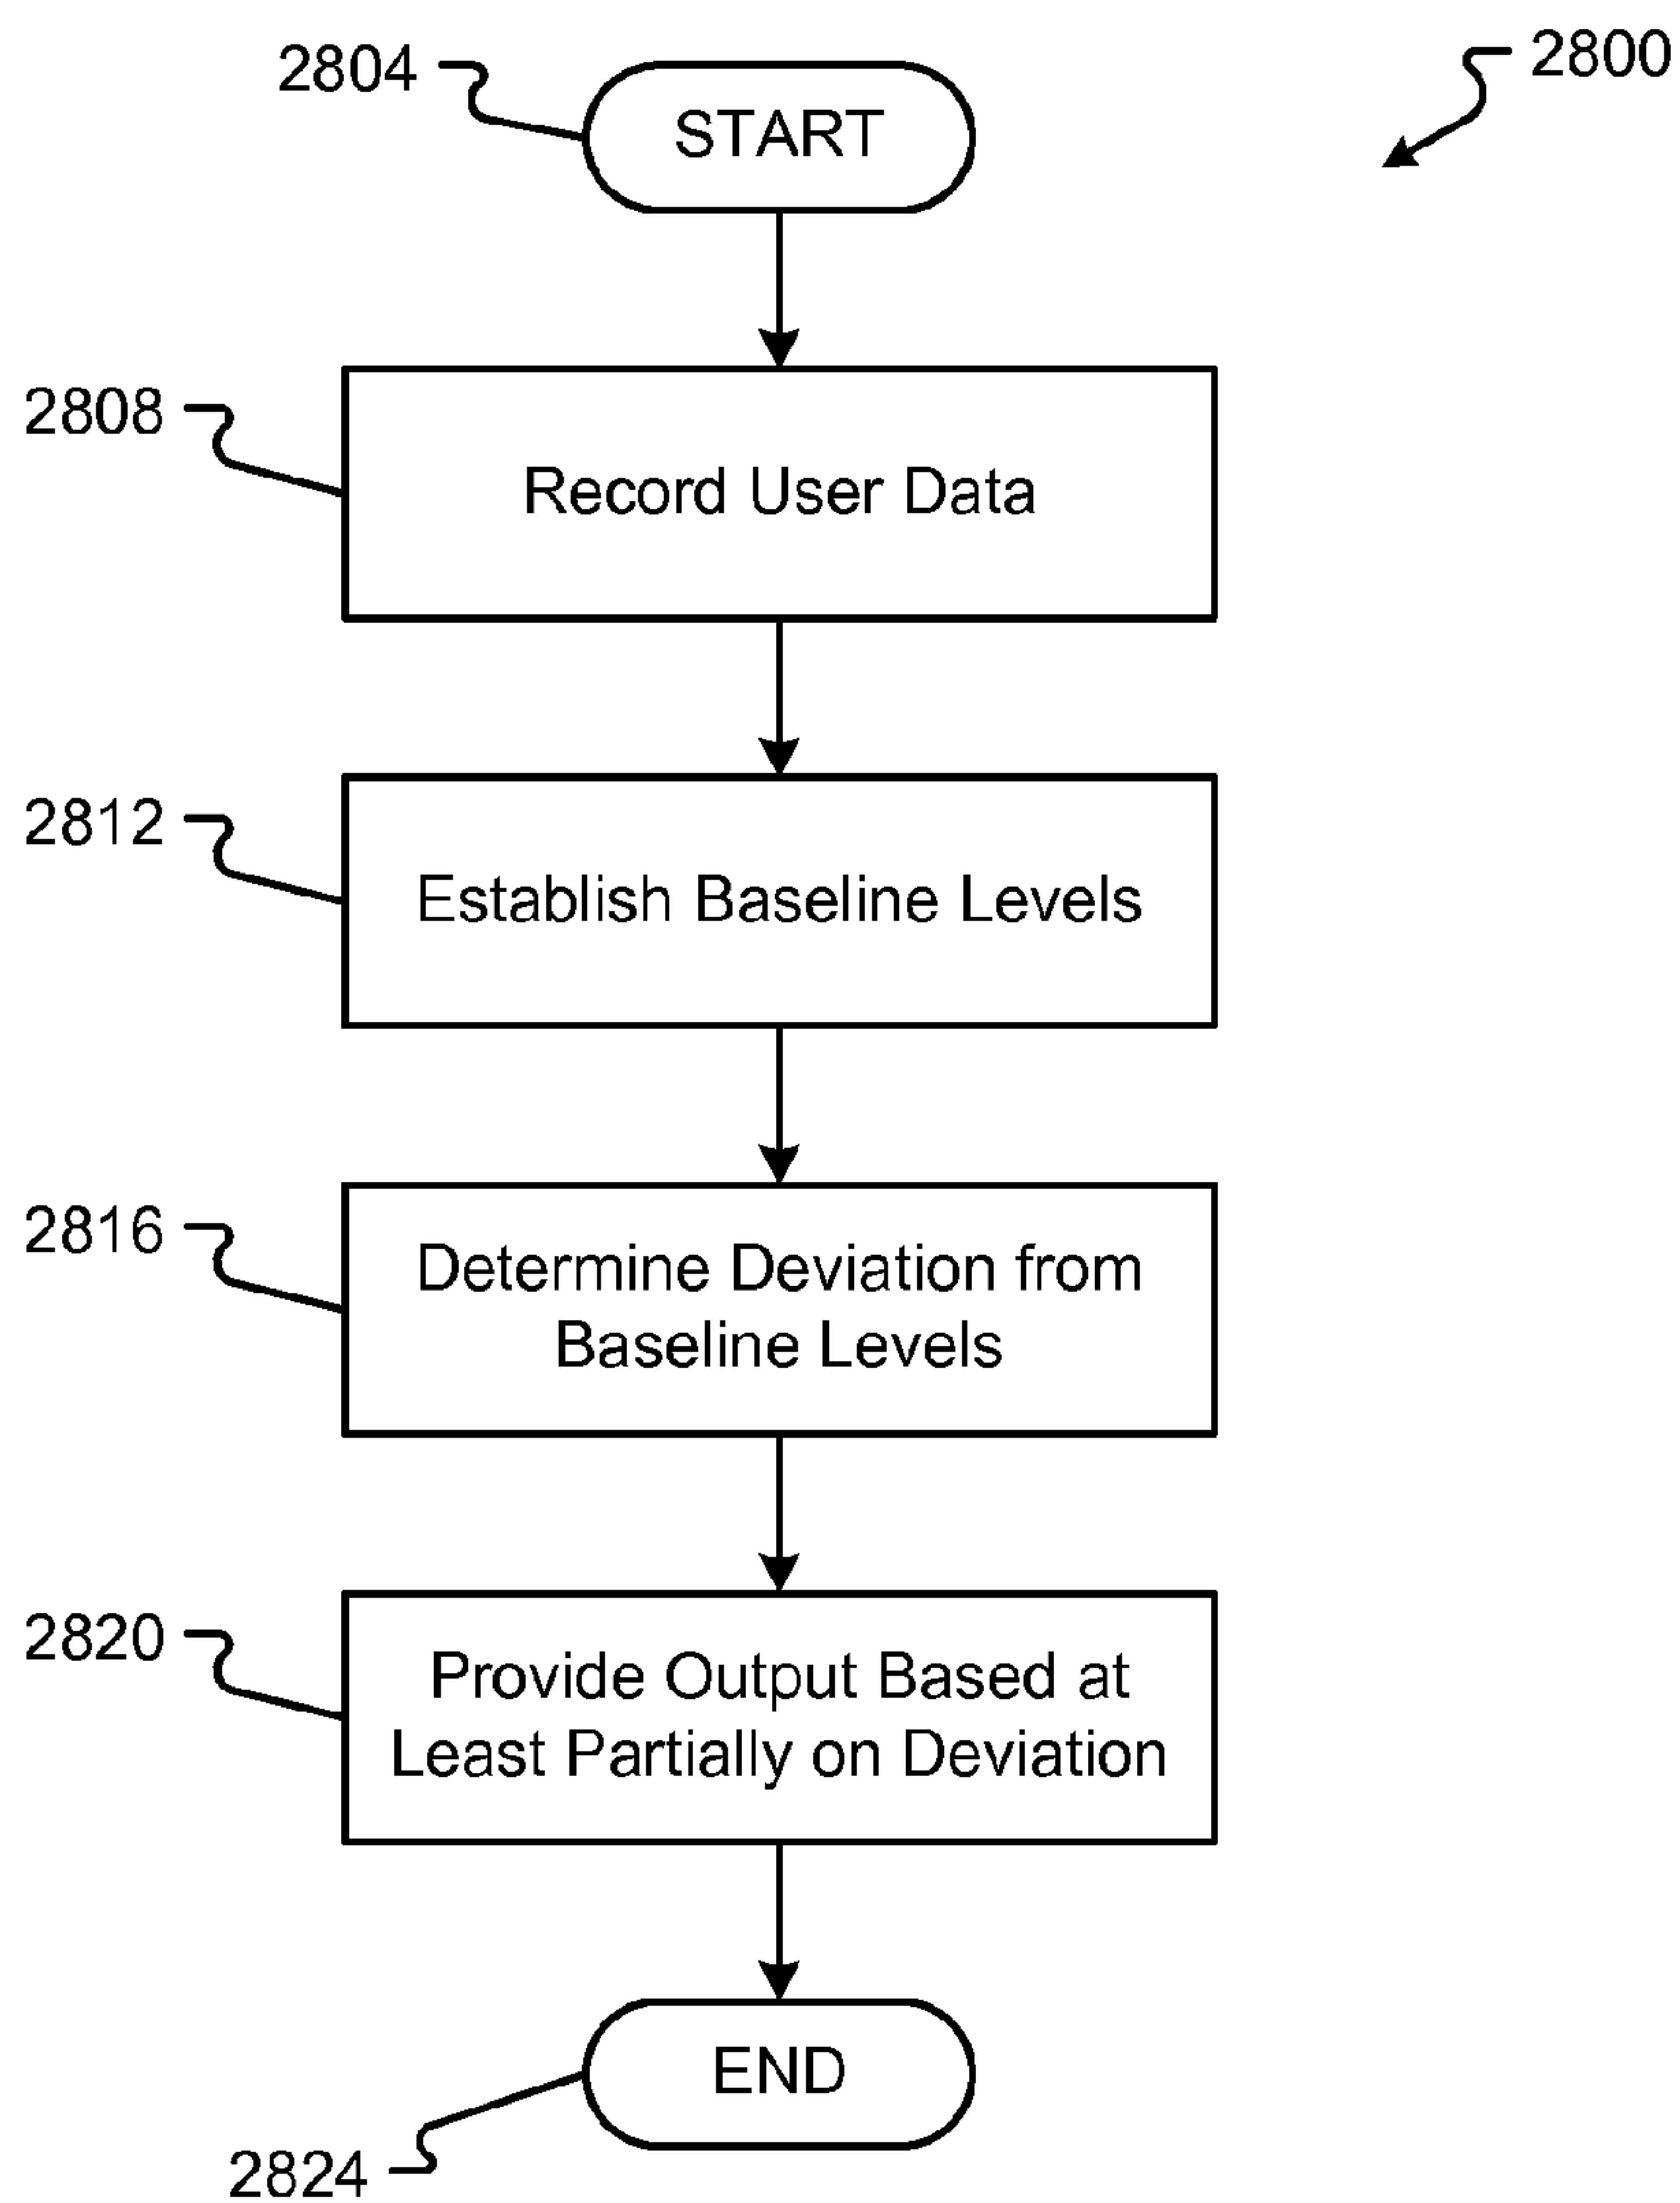 2800
2804
START
2808
Record User Data
2812
Establish Baseline Levels
2816
Determine Deviation from
Baseline Levels
2820
Provide Output Based at
Least Partially on Deviation
END
2824